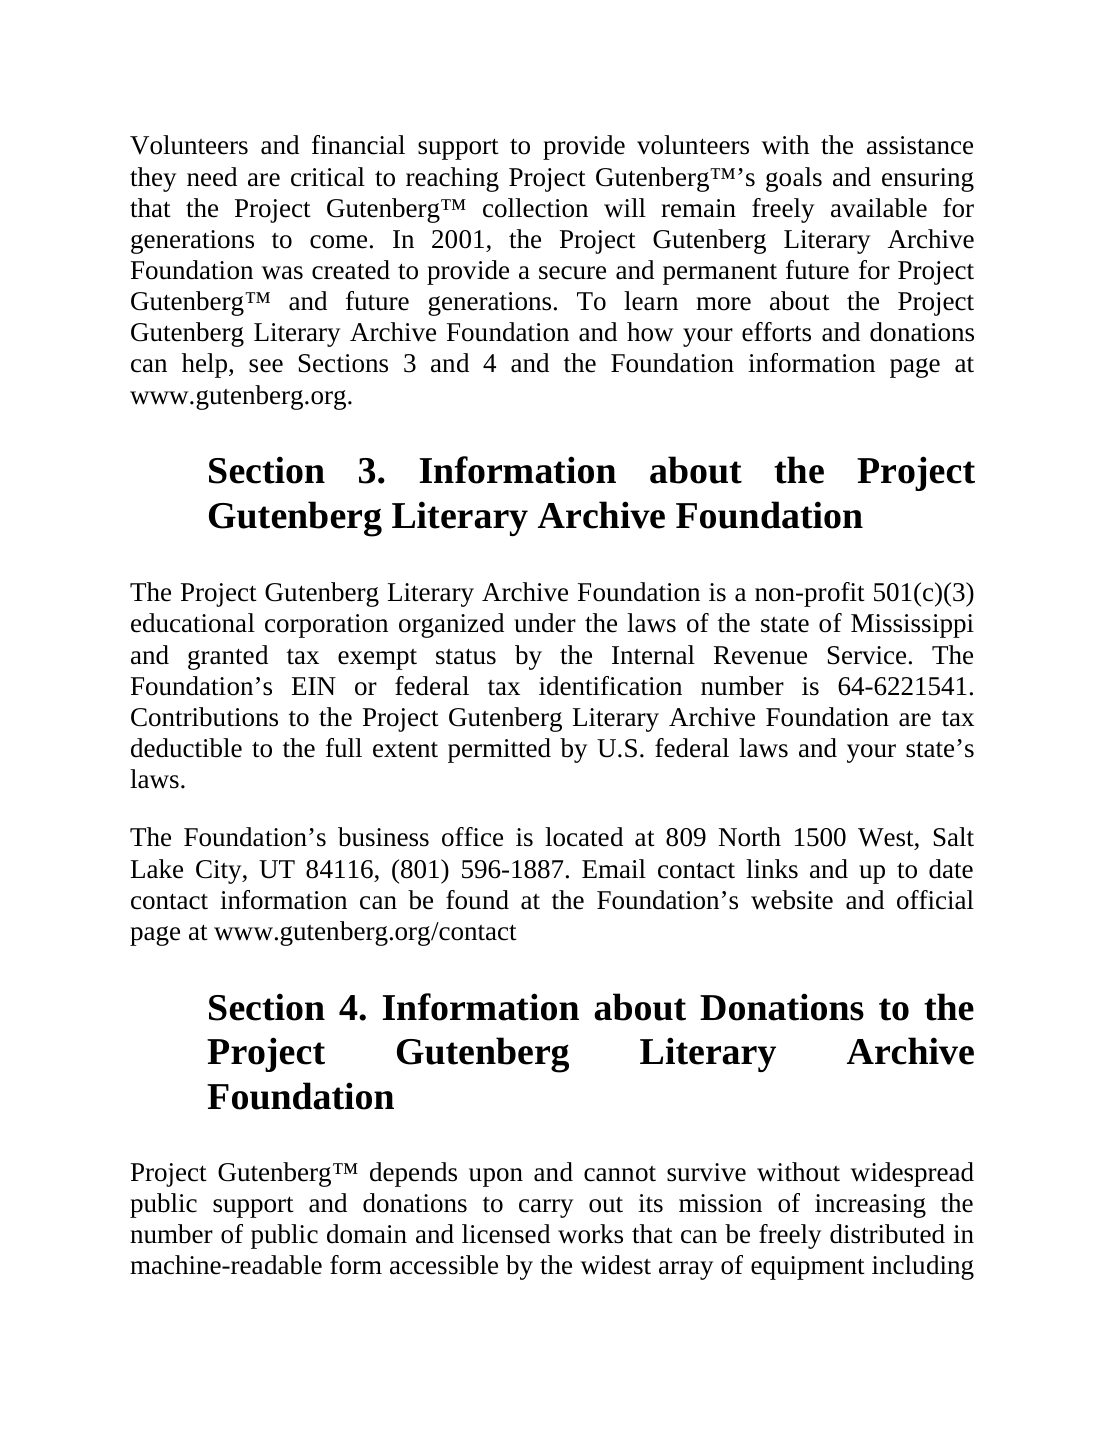 Volunteers and financial support to provide volunteers with the assistance
they need are critical to reaching Project Gutenberg™’s goals and ensuring
that the Project Gutenberg™ collection will remain freely available for
generations to come. In 2001, the Project Gutenberg Literary Archive
Foundation was created to provide a secure and permanent future for Project
Gutenberg™ and future generations. To learn more about the Project
Gutenberg Literary Archive Foundation and how your efforts and donations
can help, see Sections 3 and 4 and the Foundation information page at
www.gutenberg.org.
Section 3. Information about the Project
Gutenberg Literary Archive Foundation
The Project Gutenberg Literary Archive Foundation is a non-profit 501(c)(3)
educational corporation organized under the laws of the state of Mississippi
and granted tax exempt status by the Internal Revenue Service. The
Foundation’s EIN or federal tax identification number is 64-6221541.
Contributions to the Project Gutenberg Literary Archive Foundation are tax
deductible to the full extent permitted by U.S. federal laws and your state’s
laws.
The Foundation’s business office is located at 809 North 1500 West, Salt
Lake City, UT 84116, (801) 596-1887. Email contact links and up to date
contact information can be found at the Foundation’s website and official
page at www.gutenberg.org/contact
Section 4. Information about Donations to the
Project Gutenberg Literary Archive
Foundation
Project Gutenberg™ depends upon and cannot survive without widespread
public support and donations to carry out its mission of increasing the
number of public domain and licensed works that can be freely distributed in
machine-readable form accessible by the widest array of equipment including